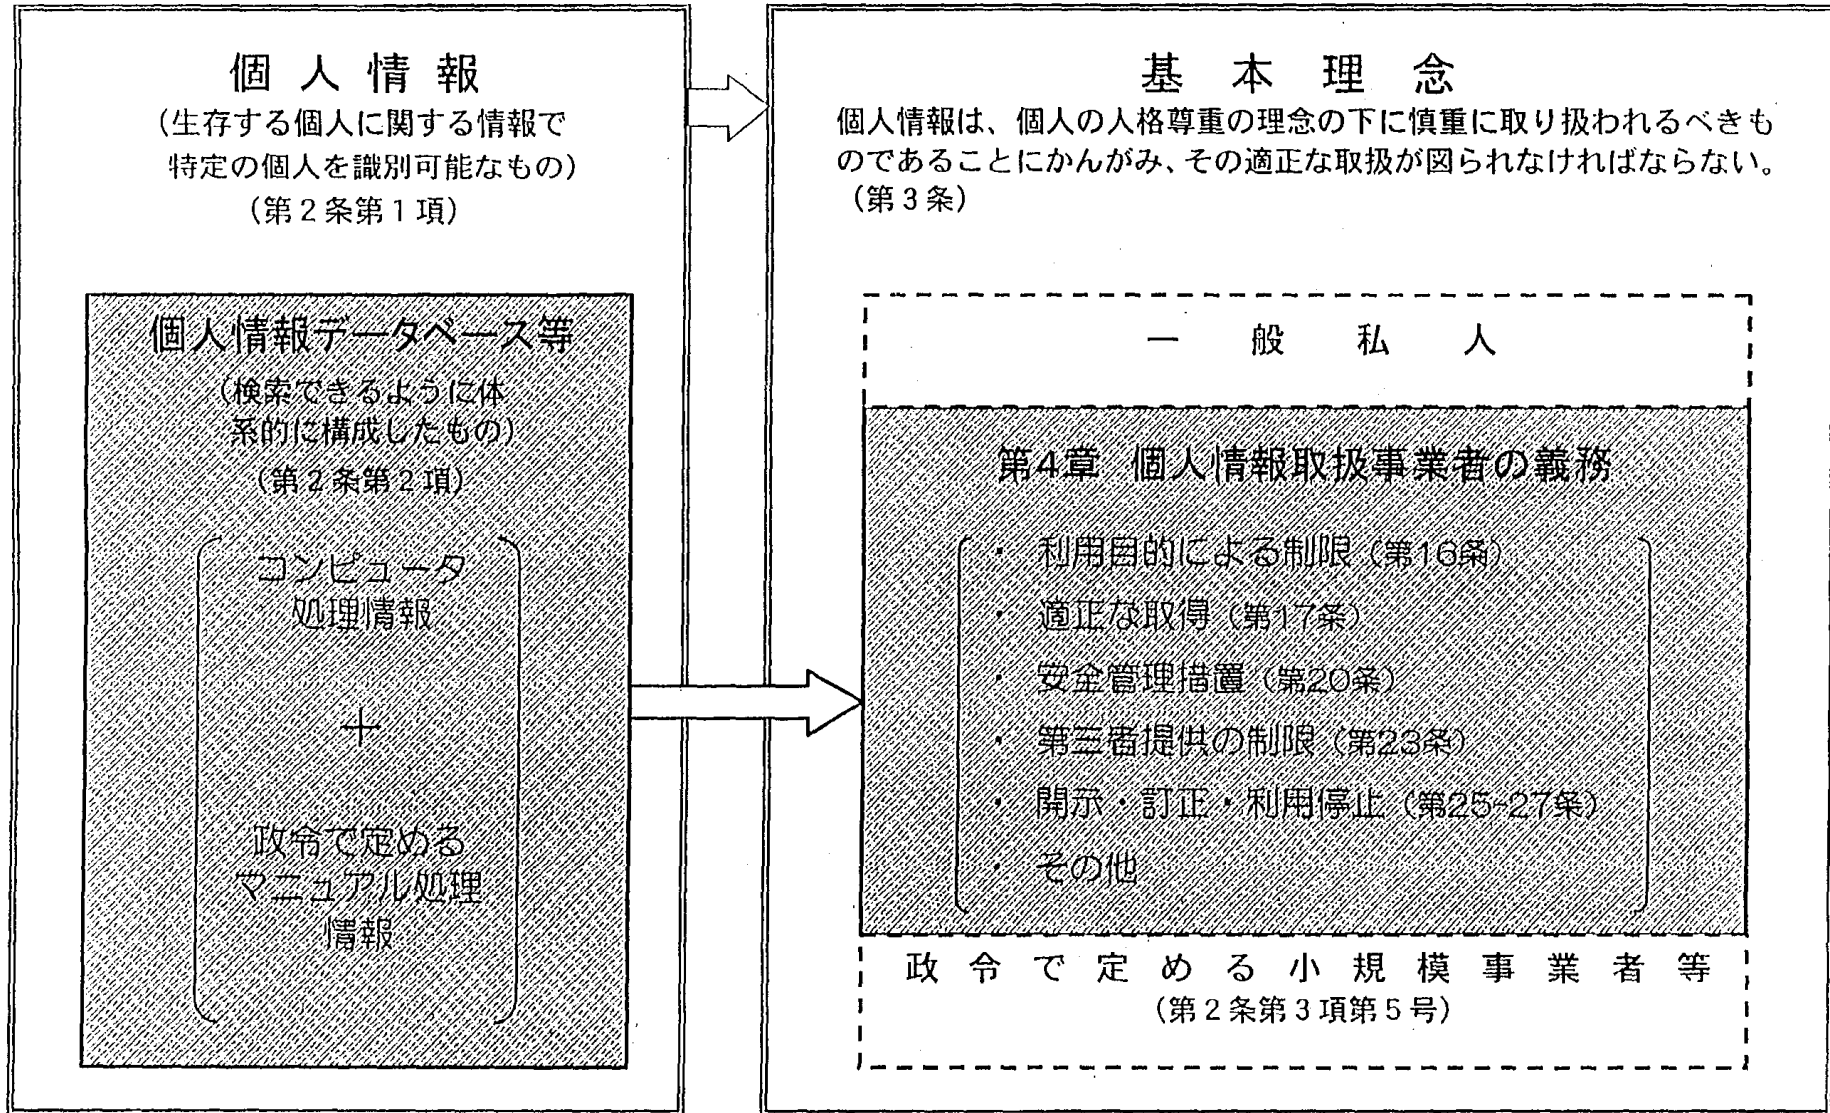 個人情報
（生存する個人に関する情報で
特定の個人を識別可能なもの）
（第２条第１項）
個人情報データベース等
（検索できるように体
系的に構成したもの）
（第２条第２項）
コンピュータ
処理情報
＋
政令で定める
マニュアル処理
情報
基本理念
個人情報は、個人の人格尊重の理念の下に慎重に取り扱われるべきも
のであることにかんがみ、その適正な取扱が図られなければならない。
（第３条）
一般私人
第4章 個人情報取扱事業者の義務
・ 利用目的による制限（第16条）
・ 適正な取得（第17条）
・ 安全管理措置（第20条）
・ 第三者提供の制限（第23条）
・ 開示・訂正・利用停止（第25-27条）
・ その他
政令で定める小規模事業者等
（第２条第３項第５号）